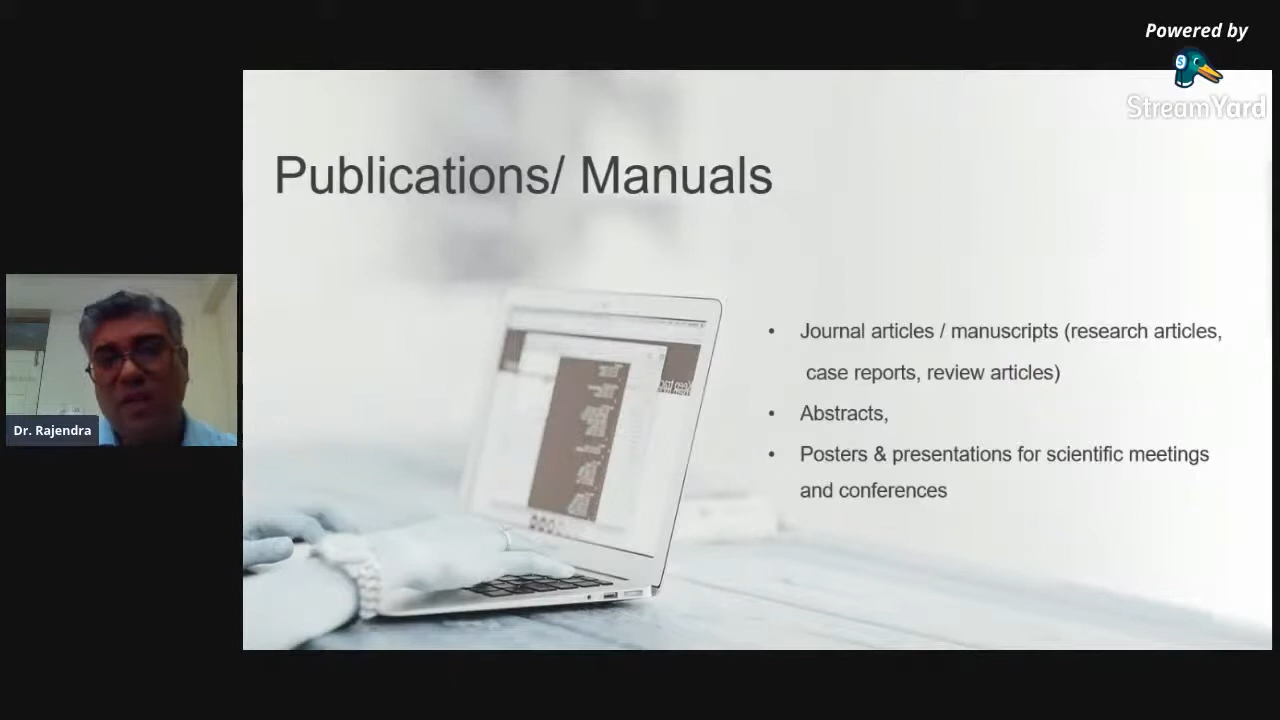 Powered by
StreamYard
Publications/ Manuals
Journal articles / manuscripts (research articles,
case reports, review articles)
Abstracts,
Posters & presentations for scientific meetings
and conferences
Dr. Rajendra